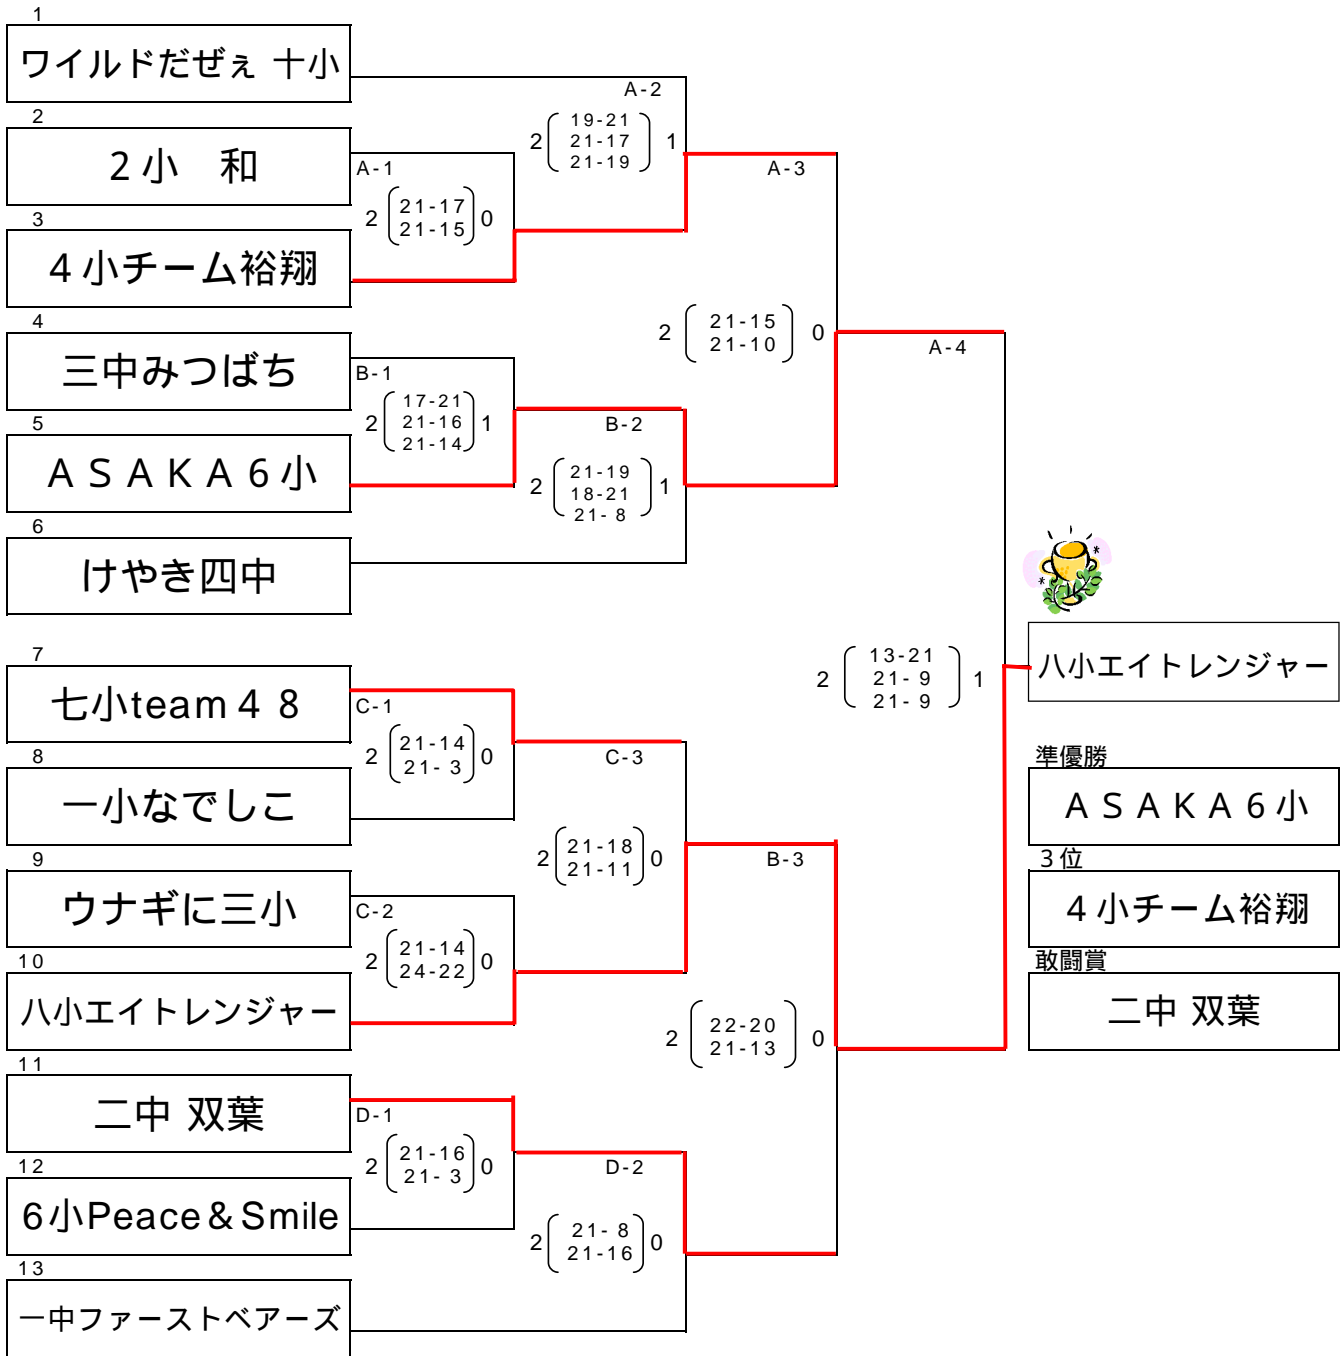 1
ワイルドだぜぇ 十小
A-2
2
19-21
2 21-17 1
21-19
2小　和
A-1
A-3
3
21-17
2 0
21-15
4小チーム裕翔
4
21-15
2 0
21-10
A-4
三中みつばち
B-1
17-21
2 21-16 1
21-14
5
B-2
ＡＳＡＫＡ6小
21-19
2 18-21 1
21- 8
6
けやき四中
7
13-21
2 21- 9 1
21- 9
八小エイトレンジャー
七小team４８
C-1
21-14
2 0
21- 3
8
C-3
準優勝
一小なでしこ
ＡＳＡＫＡ6小
9
21-18
2 0
21-11
B-3
３位
ウナギに三小
C-2
4小チーム裕翔
21-14
2 0
24-22
10
敢闘賞
八小エイトレンジャー
二中 双葉
22-20
2 0
21-13
11
二中 双葉
D-1
12
21-16
2 0
21- 3
D-2
6小Peace＆Smile
21- 8
2 0
21-16
13
一中ファーストベアーズ